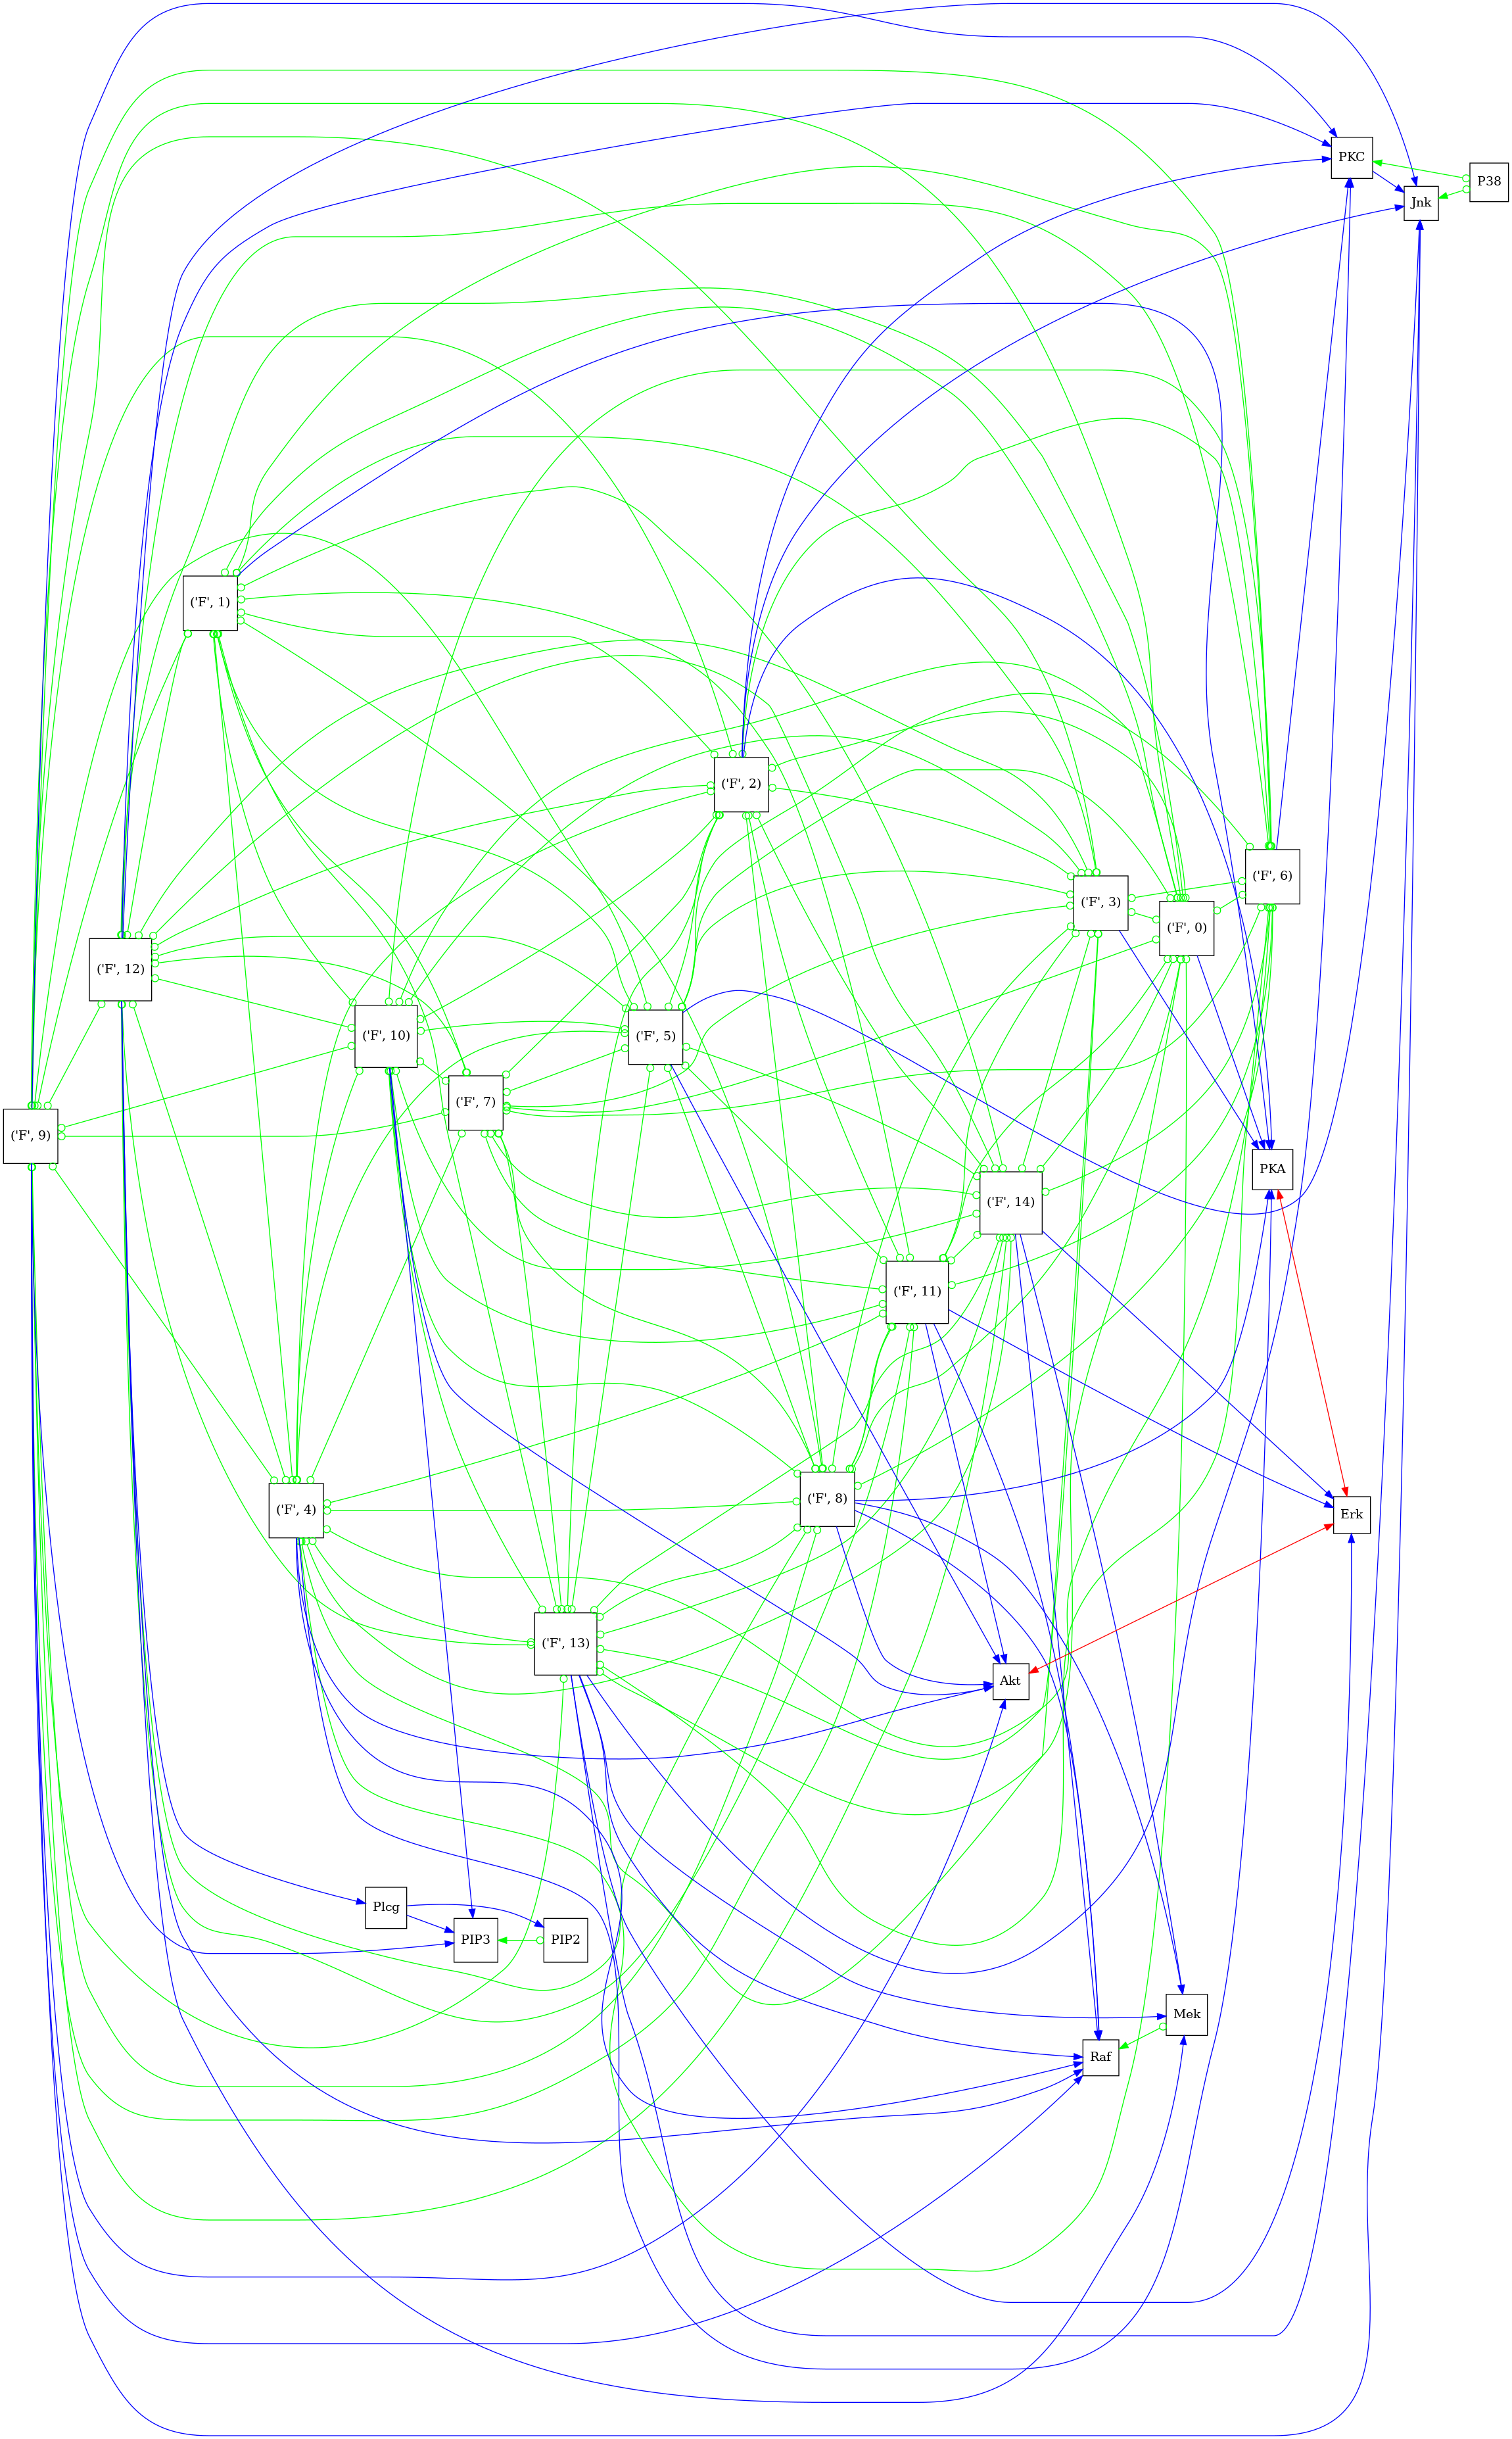 PKC
P38
Jnk
('F', 1)
('F', 2)
('F', 6)
('F', 3)
('F', 0)
('F', 12)
('F', 10)
('F', 5)
('F', 7)
('F', 9)
PKA
('F', 14)
('F', 11)
('F', 8)
('F', 4)
Erk
('F', 13)
Akt
Plcg
PIP3
PIP2
Mek
Raf